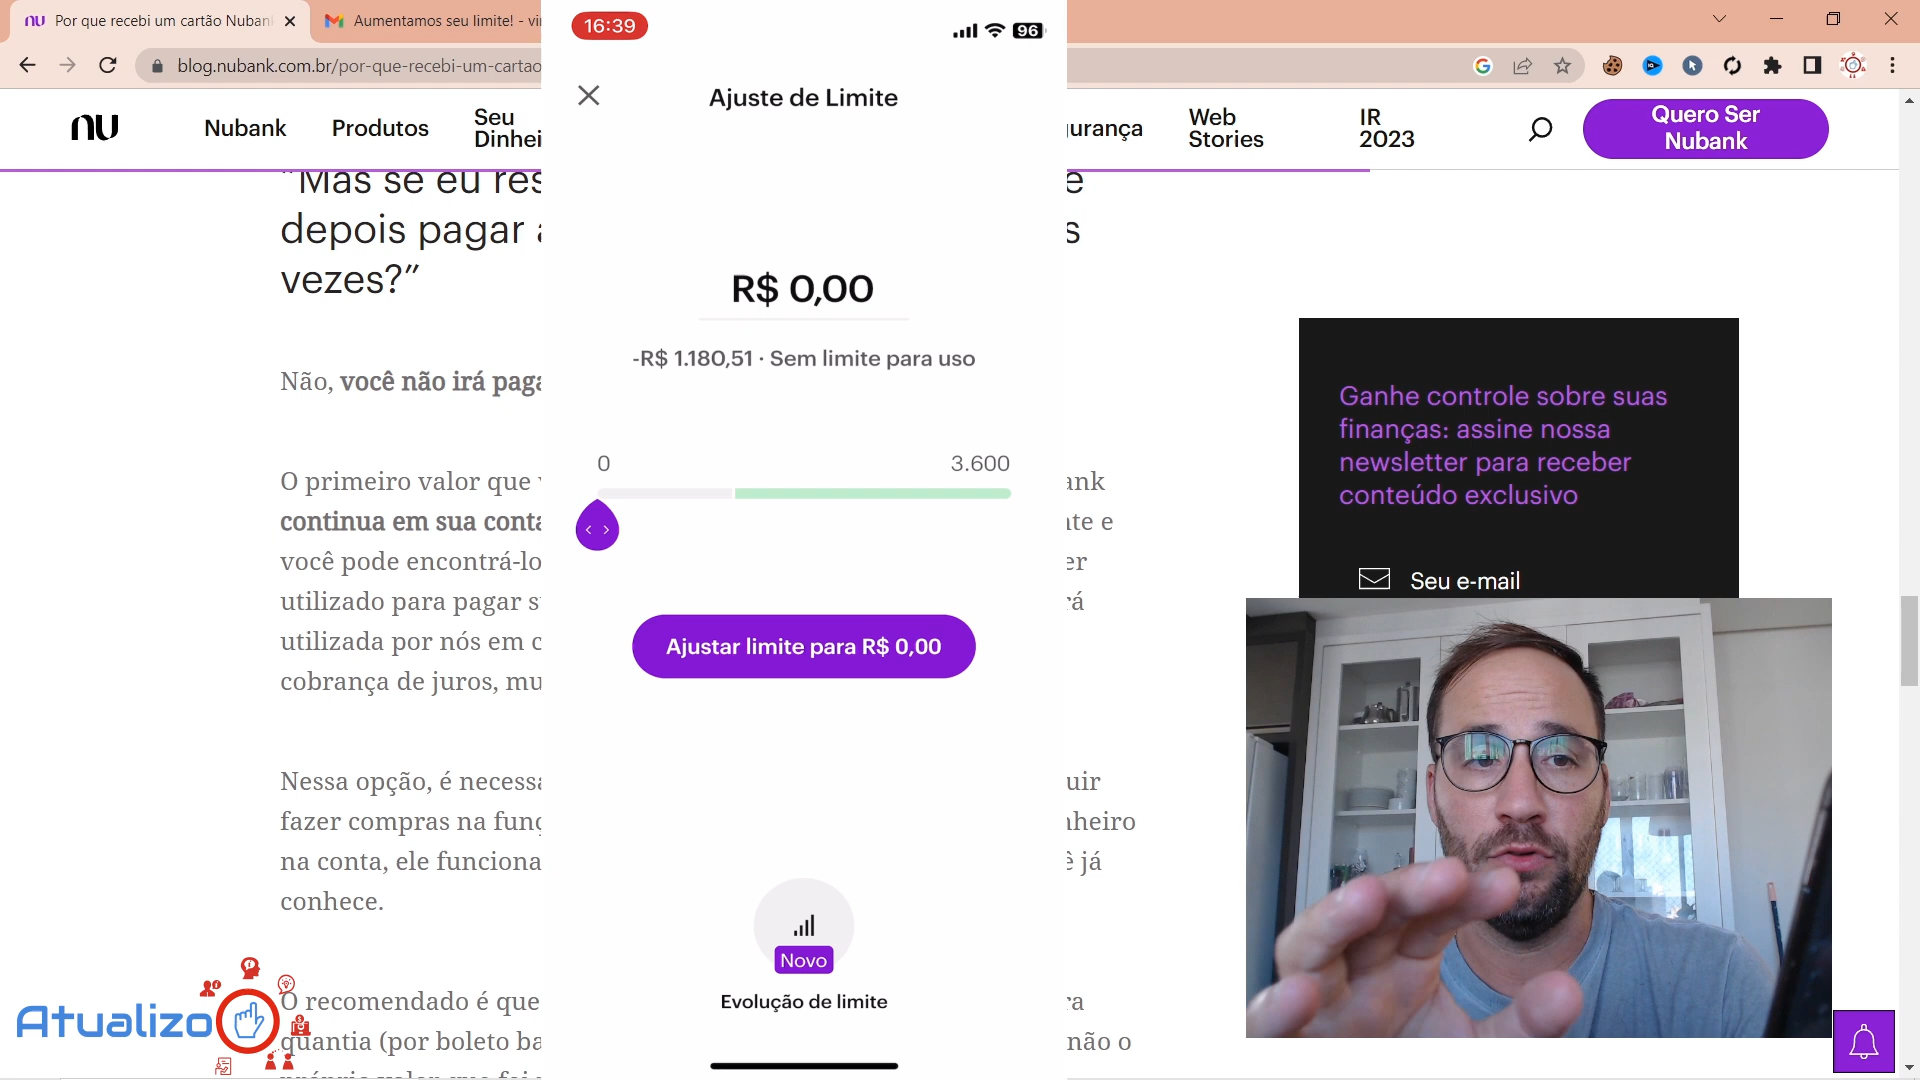 Por que recebi um cartão Nubank
Aumentamos seu limite! - vi
blog.nubank.com.br/por-que-recebi-um-cartao
nu
Nubank
Produtos
Seu
Dinhei
urança
Web
Stories
IR
2023
Quero Ser
Nubank
"Mas se eu res
e
depois pagar a
s
vezes?"
Não, você não irá paga
O primeiro valor que v
ank
continua em sua conta
te e
você pode encontrá-lo
er
utilizado para pagar s
rá
utilizada por nós em c
cobrança de juros, mu
Nessa opção, é necessá
uir
fazer compras na funç
nheiro
na conta, ele funciona
ê já
conhece.
O recomendado é que
ra
quantia (por boleto ba
não o
16:39
96
Ajuste de Limite
R$ 0,00
-R$ 1.180,51 · Sem limite para uso
0
3.600
Ajustar limite para R$ 0,00
Novo
Evolução de limite
Ganhe controle sobre suas
finanças: assine nossa
newsletter para receber
conteúdo exclusivo
Seu e-mail
Atualizo